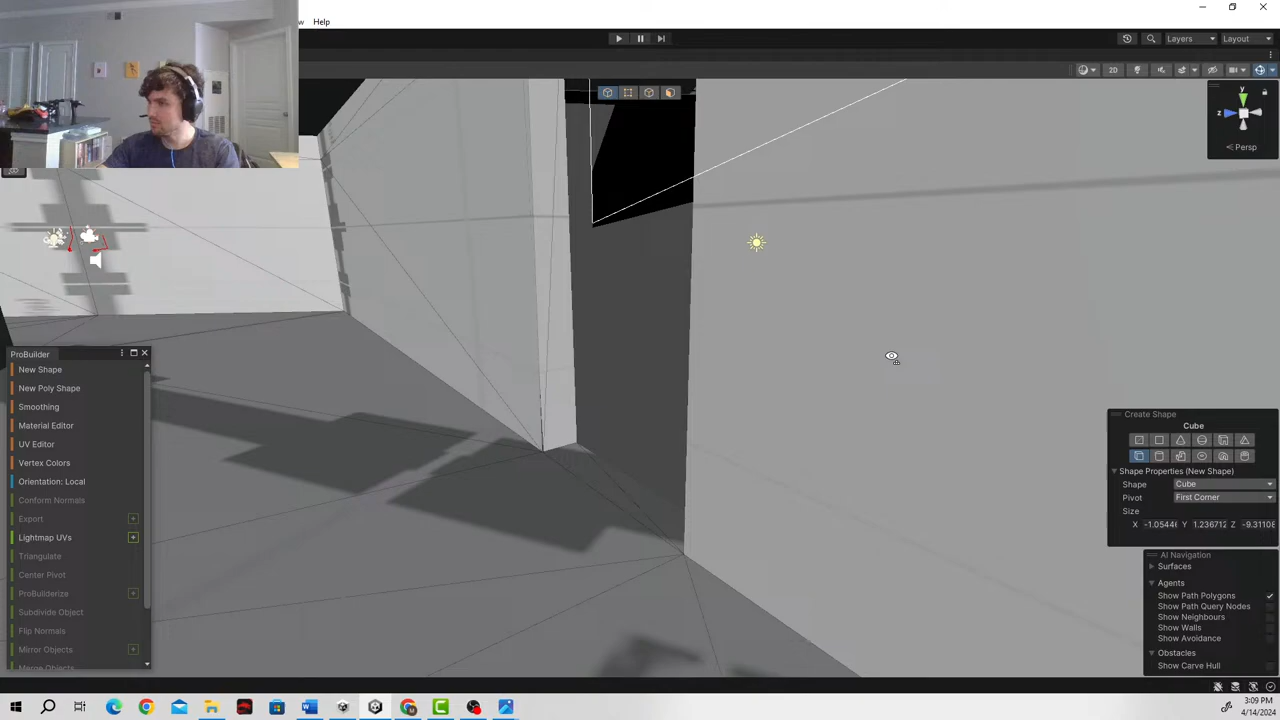 Help
Layers
Layout
2D
y
z
Persp
ProBuilder
New Shape
New Poly Shape
Smoothing
Material Editor
UV Editor
Vertex Colors
Orientation: Local
Conform Normals
Export
Lightmap UVs
Triangulate
Center Pivot
ProBuilderize
Subdivide Object
Flip Normals
Mirror Objects
Merge Objects
Create Shape
Cube
Shape Properties (New Shape)
Shape Cube
Pivot First Corner
Size
X -1.0544 Y 1.236712 Z -9.3110
AI Navigation
Surfaces
Agents
Show Path Polygons
Show Path Query Nodes
Show Neighbours
Show Walls
Show Avoidance
Obstacles
Show Carve Hull
3:09 PM
4/14/2024